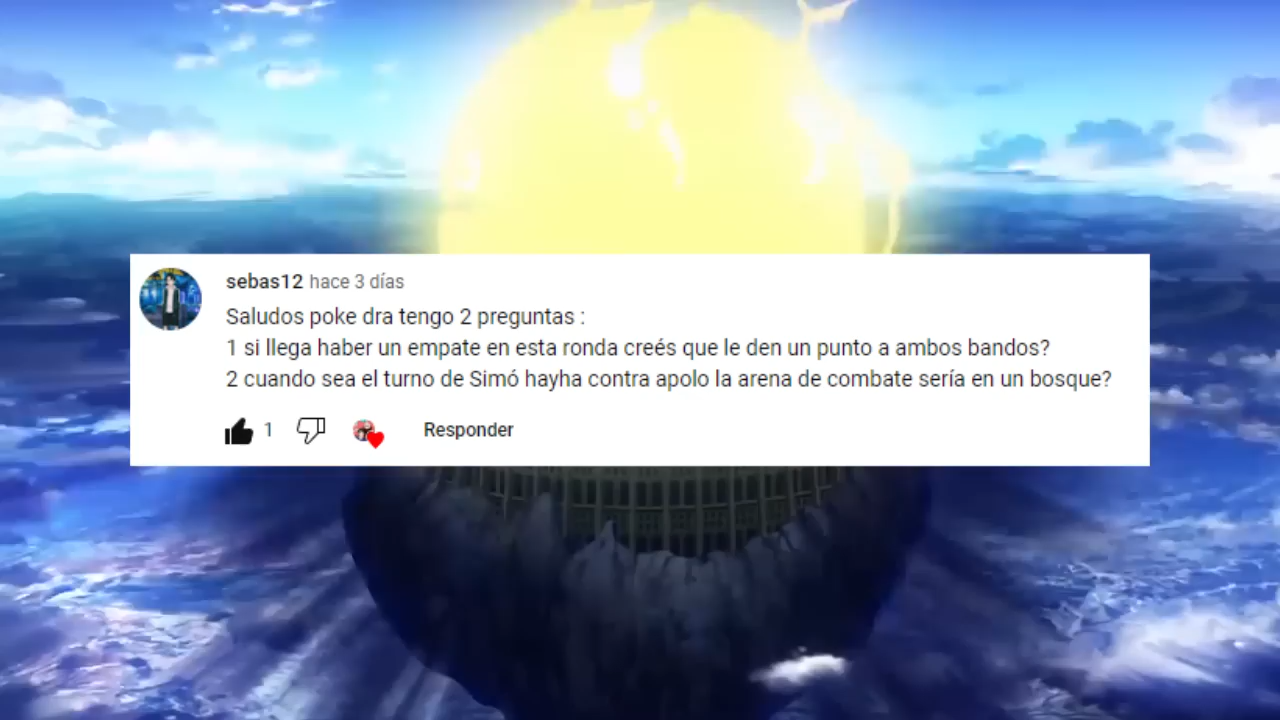 sebas12 hace 3 días
Saludos poke dra tengo 2 preguntas :
1 si llega haber un empate en esta ronda creés que le den un punto a ambos bandos?
2 cuando sea el turno de Simó hayha contra apolo la arena de combate sería en un bosque?
1 Responder